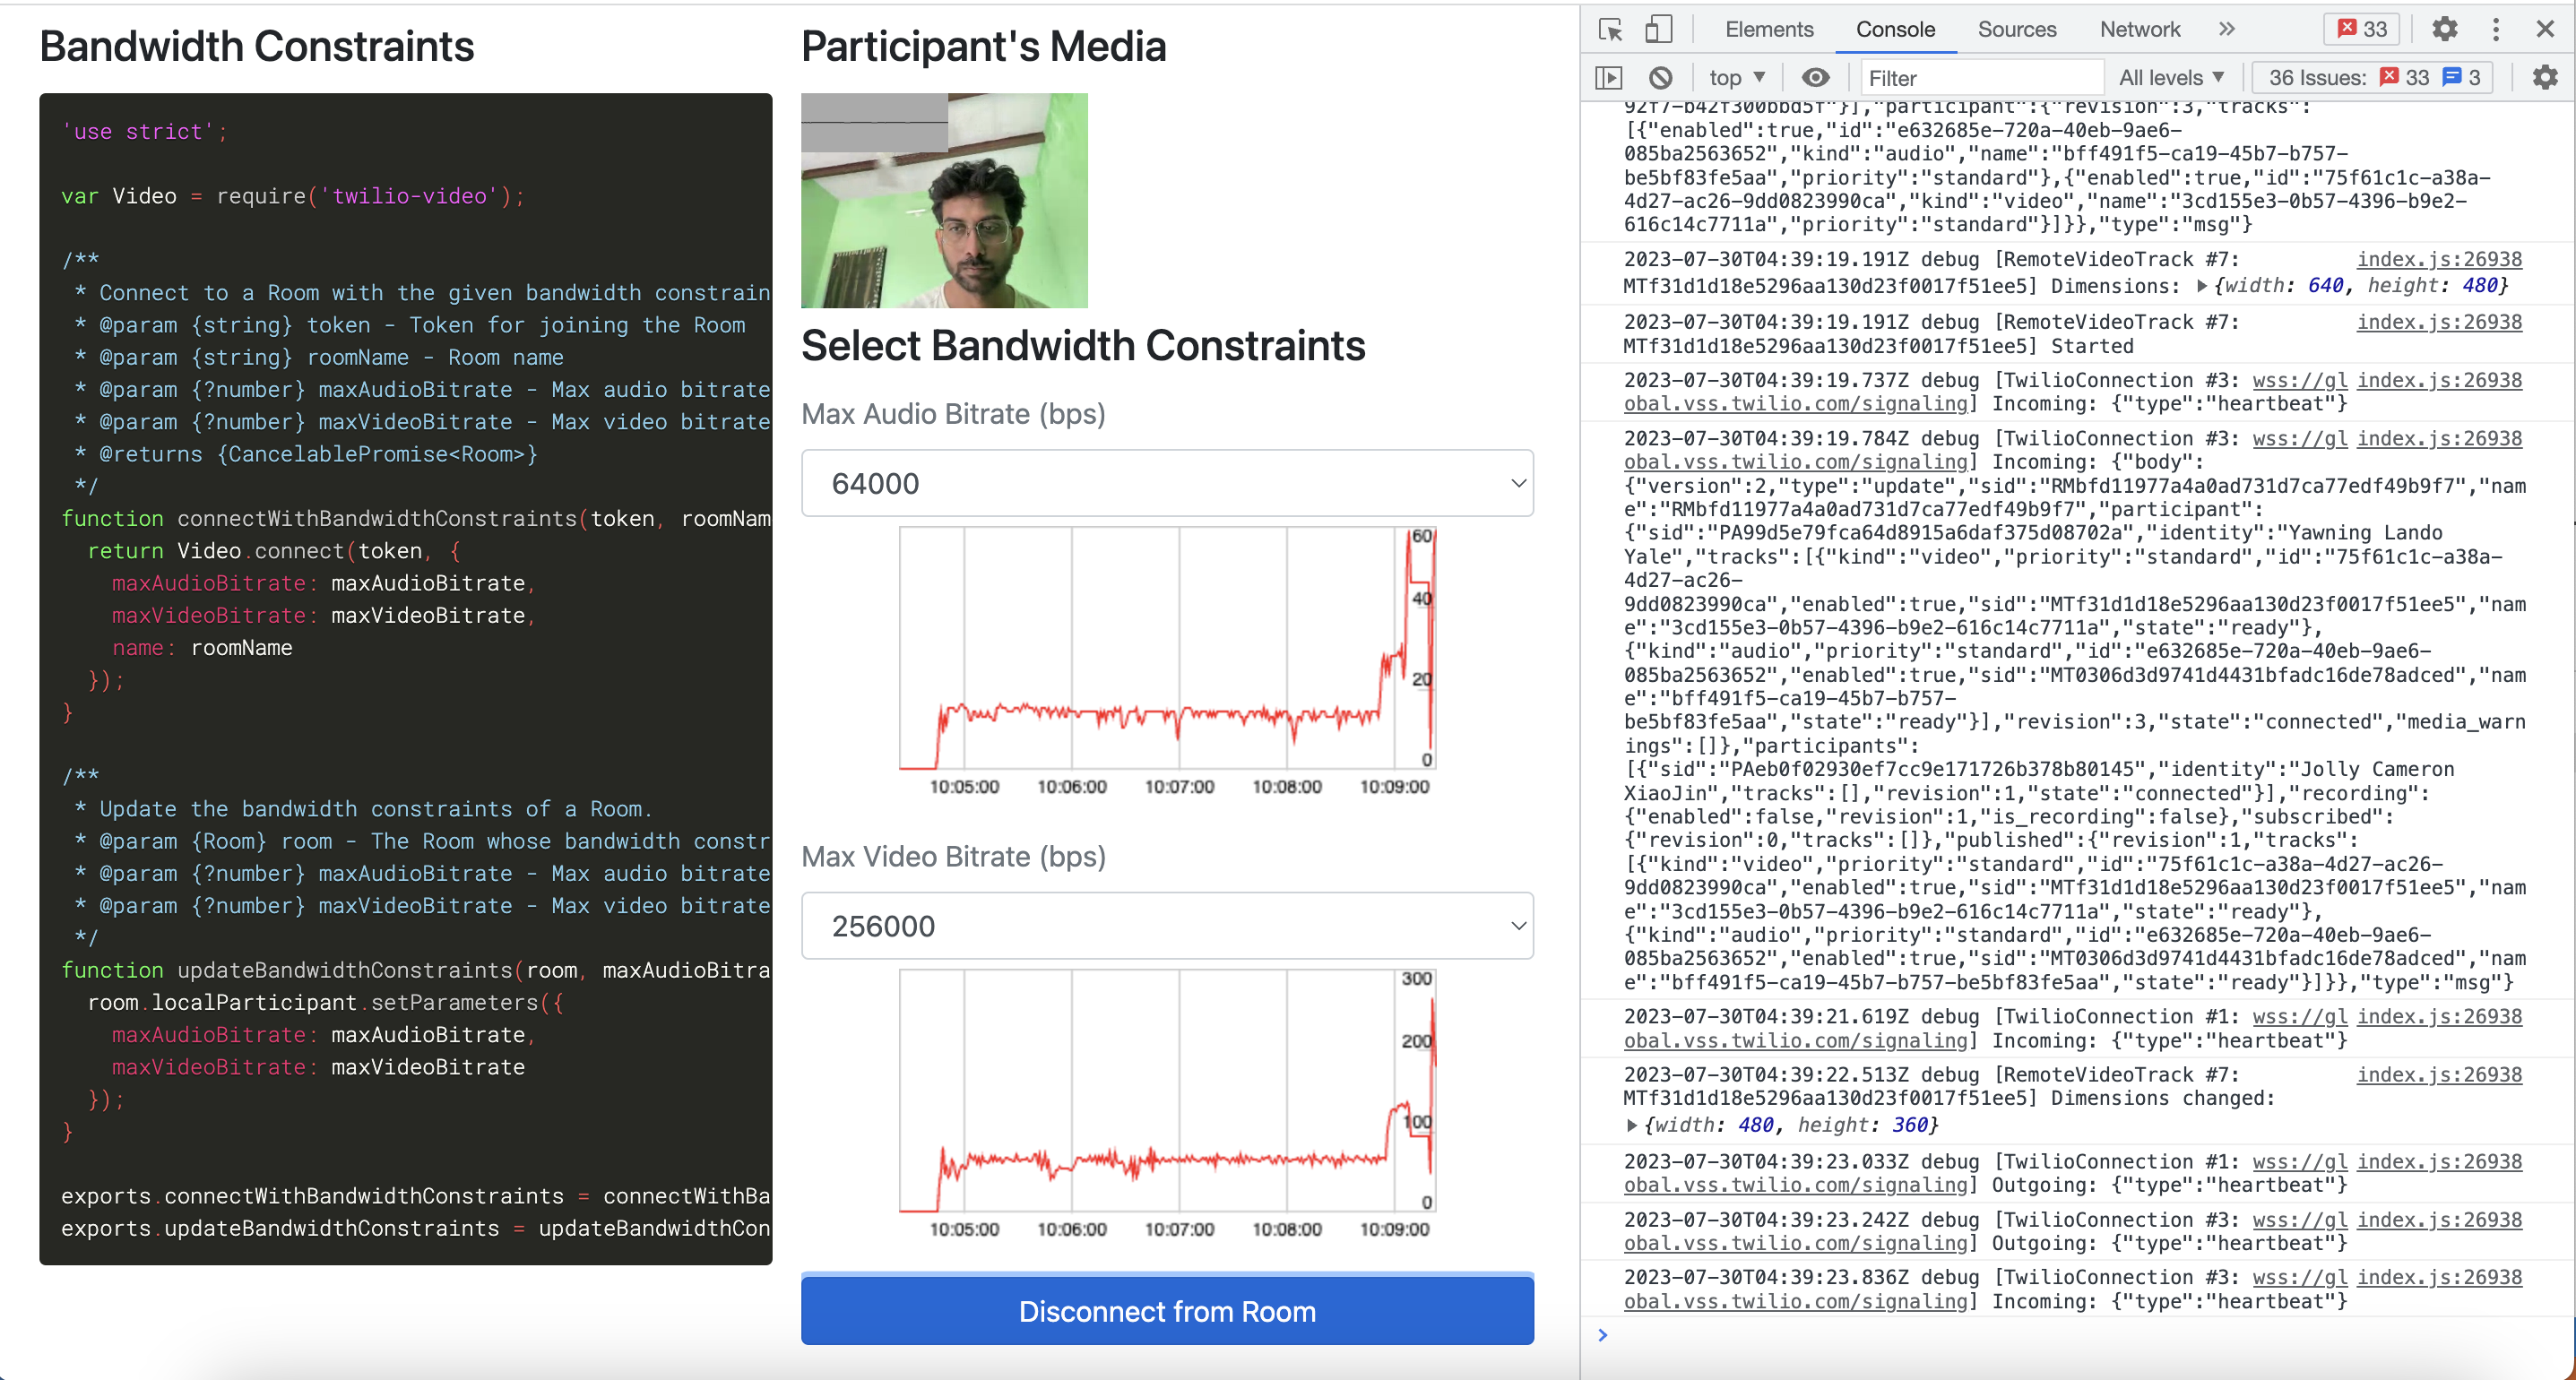 Bandwidth Constraints
'use strict';
var Video = require('twilio-video');
/**
* Connect to a Room with the given bandwidth constrain
* @param {string} token - Token for joining the Room
* @param {string} roomName - Room name
* @param {?number} maxAudioBitrate - Max audio bitrate
* @param {?number} maxVideoBitrate - Max video bitrate
* @returns {CancelablePromise<Room>}
*/
function connectWithBandwidthConstraints(token, roomNam
return Video.connect(token, {
maxAudioBitrate: maxAudioBitrate,
maxVideoBitrate: maxVideoBitrate,
name: roomName
});
}
/**
* Update the bandwidth constraints of a Room.
* @param {Room} room - The Room whose bandwidth constr
* @param {?number} maxAudioBitrate - Max audio bitrate
* @param {?number} maxVideoBitrate - Max video bitrate
*/
function updateBandwidthConstraints(room, maxAudioBitra
room.localParticipant.setParameters({
maxAudioBitrate: maxAudioBitrate,
maxVideoBitrate: maxVideoBitrate
});
}
exports.connectWithBandwidthConstraints = connectWithBa
exports.updateBandwidthConstraints = updateBandwidthCon
Participant's Media
Select Bandwidth Constraints
Max Audio Bitrate (bps)
64000
60
40
20
0
10:05:00 10:06:00 10:07:00 10:08:00 10:09:00
Max Video Bitrate (bps)
256000
300
200
100
0
10:05:00 10:06:00 10:07:00 10:08:00 10:09:00
Disconnect from Room
Elements Console Sources Network » 33
top Filter All levels 36 Issues: 33 3
92f7-b42f300bbd5f"}],"participant":{"revision":3,"tracks":
[{"enabled":true,"id":"e632685e-720a-40eb-9ae6-
085ba2563652","kind":"audio","name":"bff491f5-ca19-45b7-b757-
be5bf83fe5aa","priority":"standard"},{"enabled":true,"id":"75f61c1c-a38a-
4d27-ac26-9dd0823990ca","kind":"video","name":"3cd155e3-0b57-4396-b9e2-
616c14c7711a","priority":"standard"}]}},"type":"msg"}
2023-07-30T04:39:19.191Z debug [RemoteVideoTrack #7: index.js:26938
MTf31d1d18e5296aa130d23f0017f51ee5] Dimensions: ▶{width: 640, height: 480}
2023-07-30T04:39:19.191Z debug [RemoteVideoTrack #7: index.js:26938
MTf31d1d18e5296aa130d23f0017f51ee5] Started
2023-07-30T04:39:19.737Z debug [TwilioConnection #3: wss://gl index.js:26938
obal.vss.twilio.com/signaling] Incoming: {"type":"heartbeat"}
2023-07-30T04:39:19.784Z debug [TwilioConnection #3: wss://gl index.js:26938
obal.vss.twilio.com/signaling] Incoming: {"body":
{"version":2,"type":"update","sid":"RMbfd11977a4a0ad731d7ca77edf49b9f7","nam
e":"RMbfd11977a4a0ad731d7ca77edf49b9f7","participant":
{"sid":"PA99d5e79fca64d8915a6daf375d08702a","identity":"Yawning Lando
Yale","tracks":[{"kind":"video","priority":"standard","id":"75f61c1c-a38a-
4d27-ac26-
9dd0823990ca","enabled":true,"sid":"MTf31d1d18e5296aa130d23f0017f51ee5","nam
e":"3cd155e3-0b57-4396-b9e2-616c14c7711a","state":"ready"},
{"kind":"audio","priority":"standard","id":"e632685e-720a-40eb-9ae6-
085ba2563652","enabled":true,"sid":"MT0306d3d9741d4431bfadc16de78adced","nam
e":"bff491f5-ca19-45b7-b757-
be5bf83fe5aa","state":"ready"}],"revision":3,"state":"connected","media_warn
ings":[]},"participants":
[{"sid":"PAeb0f02930ef7cc9e171726b378b80145","identity":"Jolly Cameron
XiaoJin","tracks":[],"revision":1,"state":"connected"}],"recording":
{"enabled":false,"revision":1,"is_recording":false},"subscribed":
{"revision":0,"tracks":[]},"published":{"revision":1,"tracks":
[{"kind":"video","priority":"standard","id":"75f61c1c-a38a-4d27-ac26-
9dd0823990ca","enabled":true,"sid":"MTf31d1d18e5296aa130d23f0017f51ee5","nam
e":"3cd155e3-0b57-4396-b9e2-616c14c7711a","state":"ready"},
{"kind":"audio","priority":"standard","id":"e632685e-720a-40eb-9ae6-
085ba2563652","enabled":true,"sid":"MT0306d3d9741d4431bfadc16de78adced","nam
e":"bff491f5-ca19-45b7-b757-be5bf83fe5aa","state":"ready"}]}},"type":"msg"}
2023-07-30T04:39:21.619Z debug [TwilioConnection #1: wss://gl index.js:26938
obal.vss.twilio.com/signaling] Incoming: {"type":"heartbeat"}
2023-07-30T04:39:22.513Z debug [RemoteVideoTrack #7: index.js:26938
MTf31d1d18e5296aa130d23f0017f51ee5] Dimensions changed:
▶{width: 480, height: 360}
2023-07-30T04:39:23.033Z debug [TwilioConnection #1: wss://gl index.js:26938
obal.vss.twilio.com/signaling] Outgoing: {"type":"heartbeat"}
2023-07-30T04:39:23.242Z debug [TwilioConnection #3: wss://gl index.js:26938
obal.vss.twilio.com/signaling] Outgoing: {"type":"heartbeat"}
2023-07-30T04:39:23.836Z debug [TwilioConnection #3: wss://gl index.js:26938
obal.vss.twilio.com/signaling] Incoming: {"type":"heartbeat"}